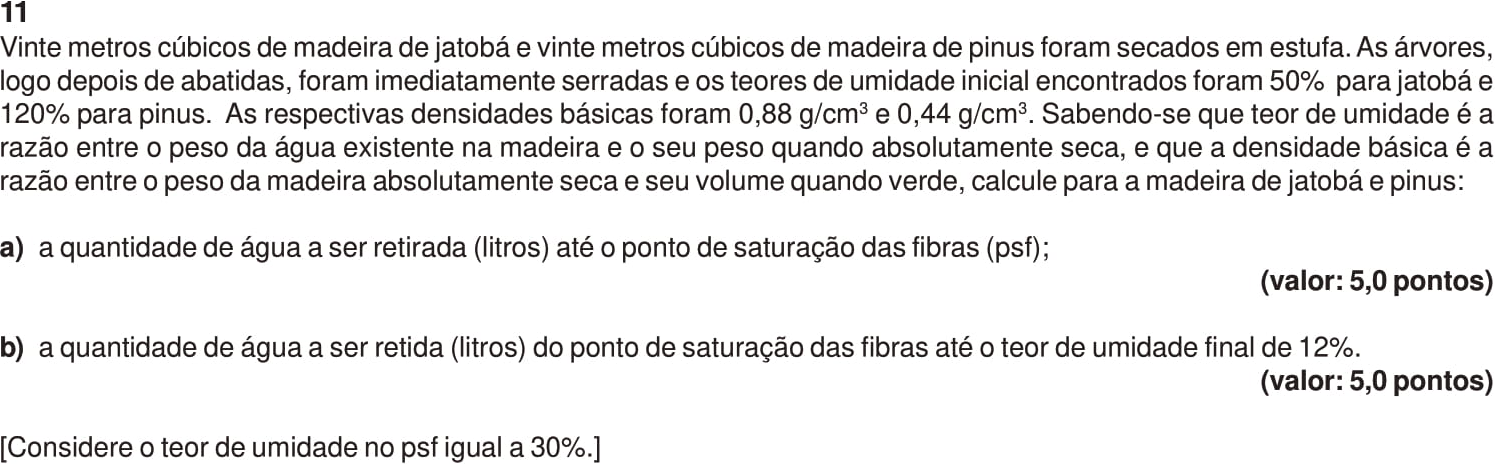 11
Vinte metros cúbicos de madeira de jatobá e vinte metros cúbicos de madeira de pinus foram secados em estufa. As árvores,
logo depois de abatidas, foram imediatamente serradas e os teores de umidade inicial encontrados foram 50% para jatobá e
120% para pinus. As respectivas densidades básicas foram 0,88 g/cm³ e 0,44 g/cm³. Sabendo-se que teor de umidade é a
razão entre o peso da água existente na madeira e o seu peso quando absolutamente seca, e que a densidade básica é a
razão entre o peso da madeira absolutamente seca e seu volume quando verde, calcule para a madeira de jatobá e pinus:
a) a quantidade de água a ser retirada (litros) até o ponto de saturação das fibras (psf);
(valor: 5,0 pontos)
b) a quantidade de água a ser retida (litros) do ponto de saturação das fibras até o teor de umidade final de 12%.
(valor: 5,0 pontos)
[Considere o teor de umidade no psf igual a 30%.]